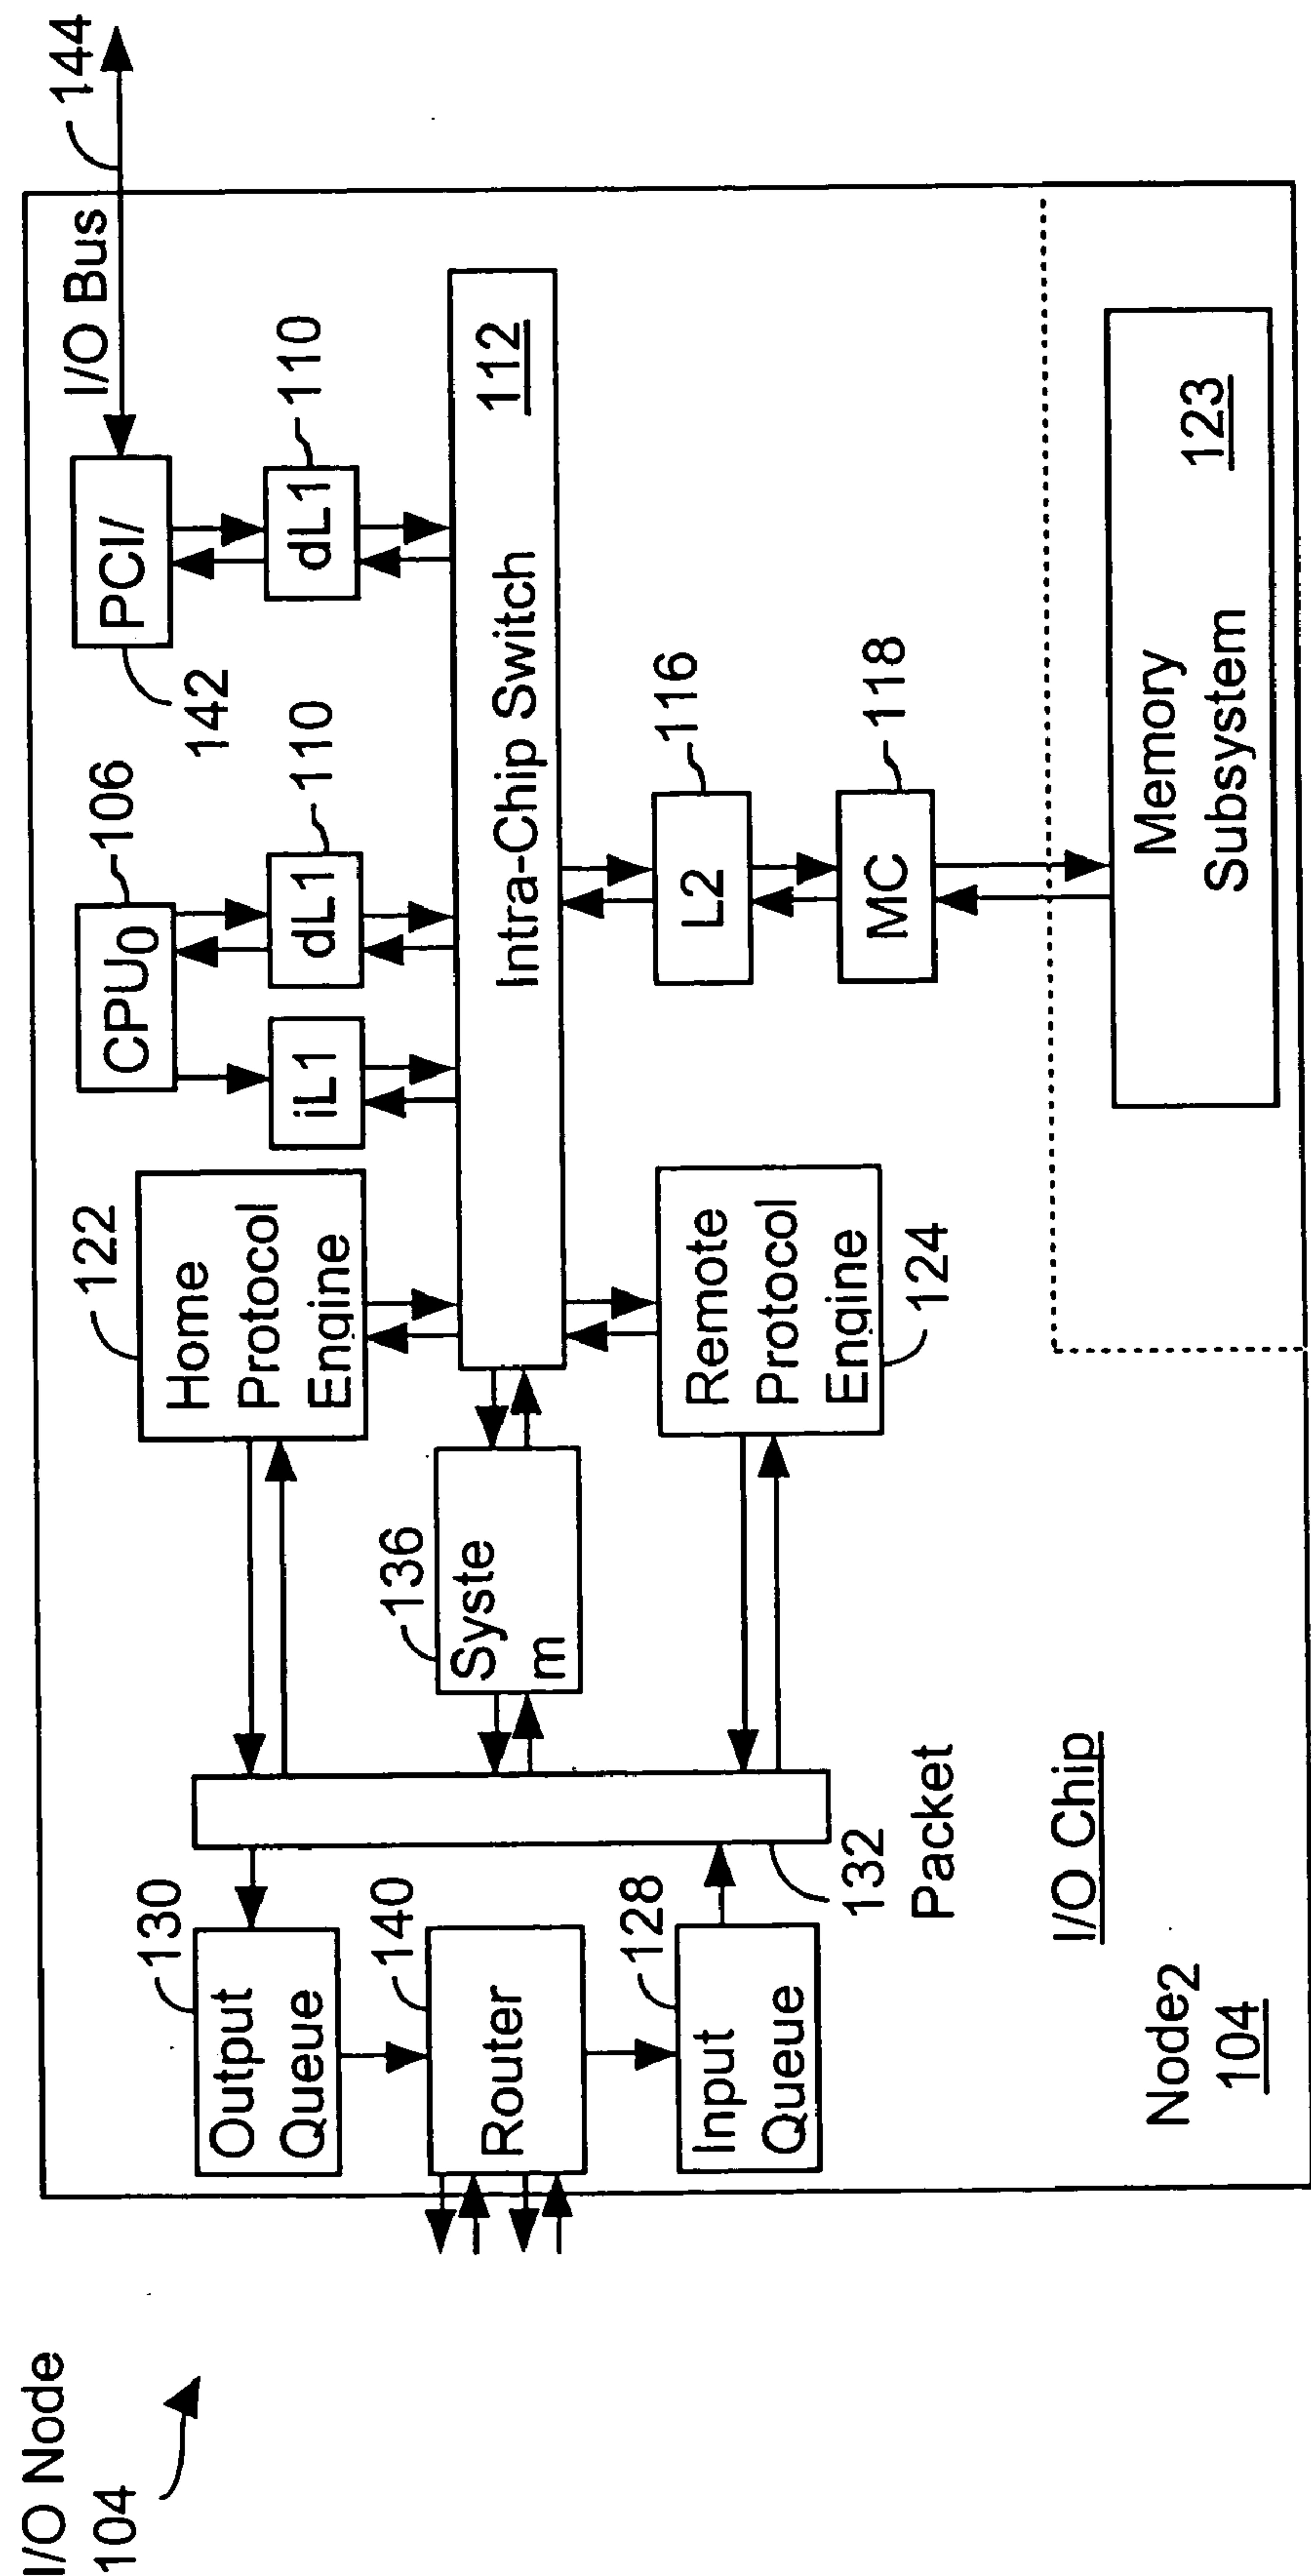 I/O Node
104
144
I/O Bus
PCI/
142
dL1
110
CPU0
106
dL1
110
iL1
Home
Protocol
Engine
122
Intra-Chip Switch
112
Output
Queue
130
Router
140
Input
Queue
128
132
Packet
Syste
m
136
Remote
Protocol
Engine
124
L2
116
MC
118
Memory
Subsystem
123
I/O Chip
Node2
104